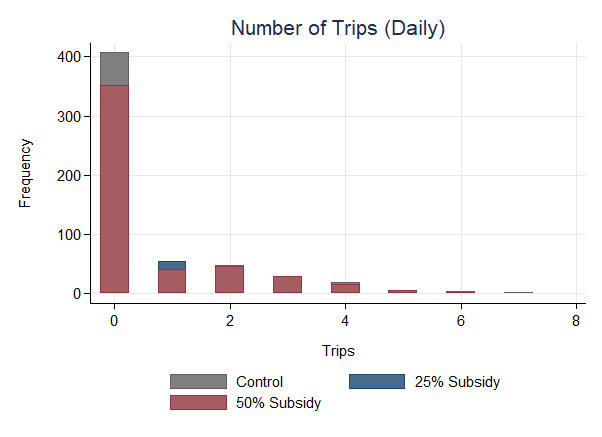 Number of Trips (Daily)
400
300
200
100
0
Frequency
0 2 4 6 8
Trips
Control 25% Subsidy
50% Subsidy